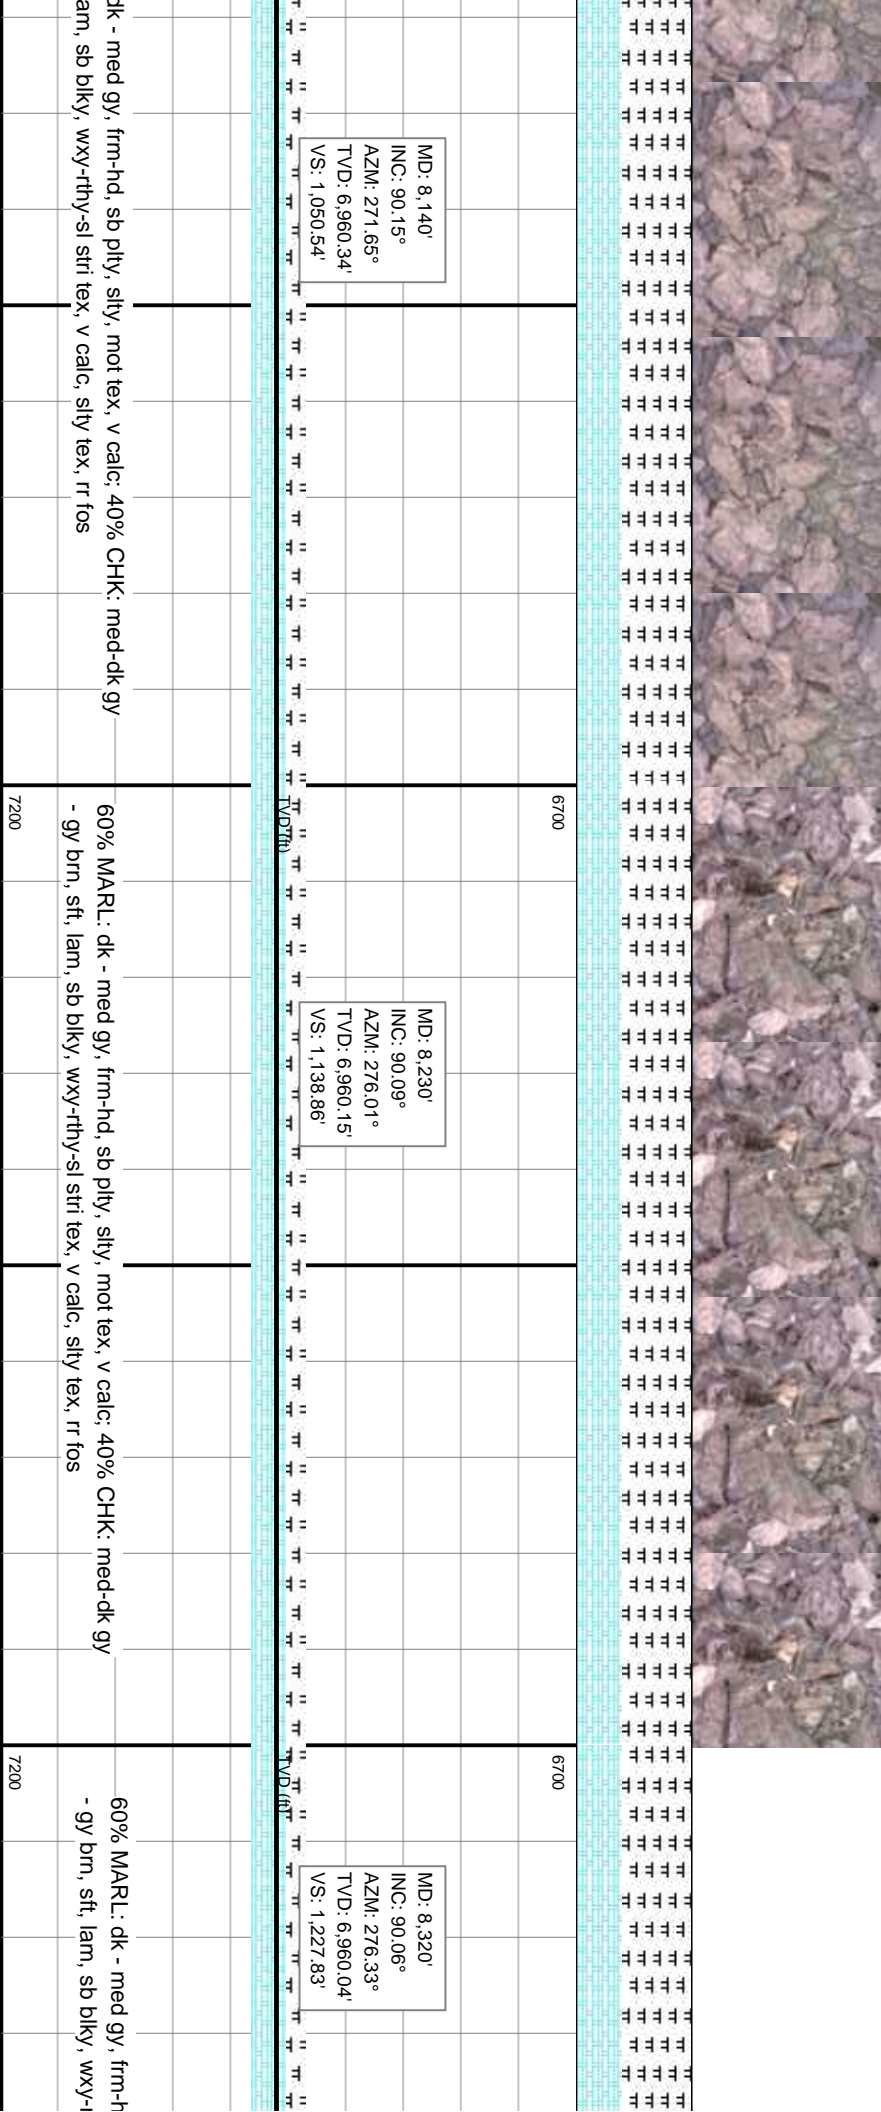 dk - med gy, frm-hd, sb plty, slty, mot tex, v calc; 40% CHK: med-dk gy
am, sb blky, wxy-rthy-sl stri tex, v calc, slty tex, rr fos
MD: 8,140'
INC: 90.15°
AZM: 271.65°
TVD: 6,960.34'
VS: 1,050.54'
6700
TVD (ft)
7200
60% MARL: dk - med gy, frm-hd, sb plty, slty, mot tex, v calc; 40% CHK: med-dk gy
- gy brn, sft, lam, sb blky, wxy-rthy-sl stri tex, v calc, slty tex, rr fos
MD: 8,230'
INC: 90.09°
AZM: 276.01°
TVD: 6,960.15'
VS: 1,138.86'
6700
TVD (ft)
7200
60% MARL: dk - med gy, frm-h
- gy brn, sft, lam, sb blky, wxy-r
MD: 8,320'
INC: 90.06°
AZM: 276.33°
TVD: 6,960.04'
VS: 1,227.83'